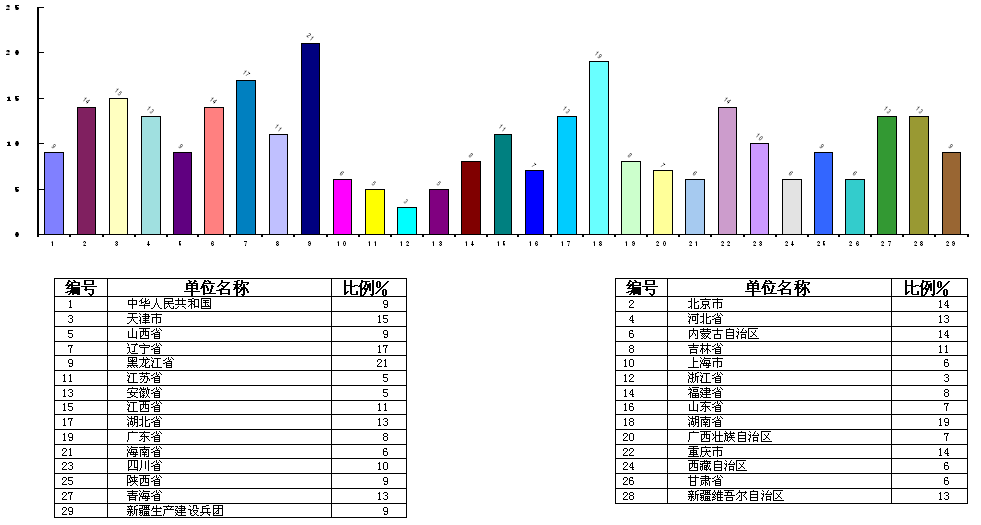 25
20
15
10
5
0
9 14 15 13 9 14 17 11 21 6 5 3 5 8 11 7 13 19 8 7 6 14 10 6 9 6 13 13 9
1 2 3 4 5 6 7 8 9 10 11 12 13 14 15 16 17 18 19 20 21 22 23 24 25 26 27 28 29
编号 单位名称 比例%
1 中华人民共和国 9
3 天津市 15
5 山西省 9
7 辽宁省 17
9 黑龙江省 21
11 江苏省 5
13 安徽省 5
15 江西省 11
17 湖北省 13
19 广东省 8
21 海南省 6
23 四川省 10
25 陕西省 9
27 青海省 13
29 新疆生产建设兵团 9
编号 单位名称 比例%
2 北京市 14
4 河北省 13
6 内蒙古自治区 14
8 吉林省 11
10 上海市 6
12 浙江省 3
14 福建省 8
16 山东省 7
18 湖南省 19
20 广西壮族自治区 7
22 重庆市 14
24 西藏自治区 6
26 甘肃省 6
28 新疆维吾尔自治区 13